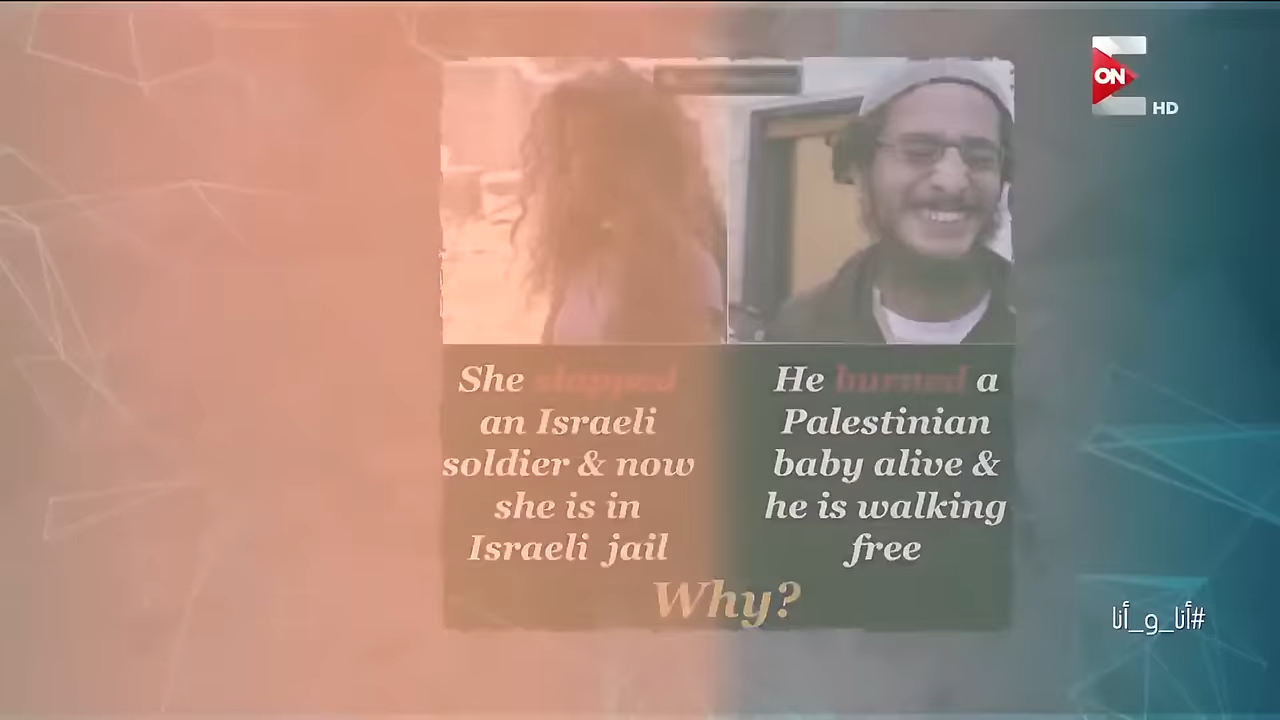 ON
HD
She slapped
an Israeli
soldier & now
she is in
Israeli jail
He burned a
Palestinian
baby alive &
he is walking
free
Why?
#أنا_و_أنا